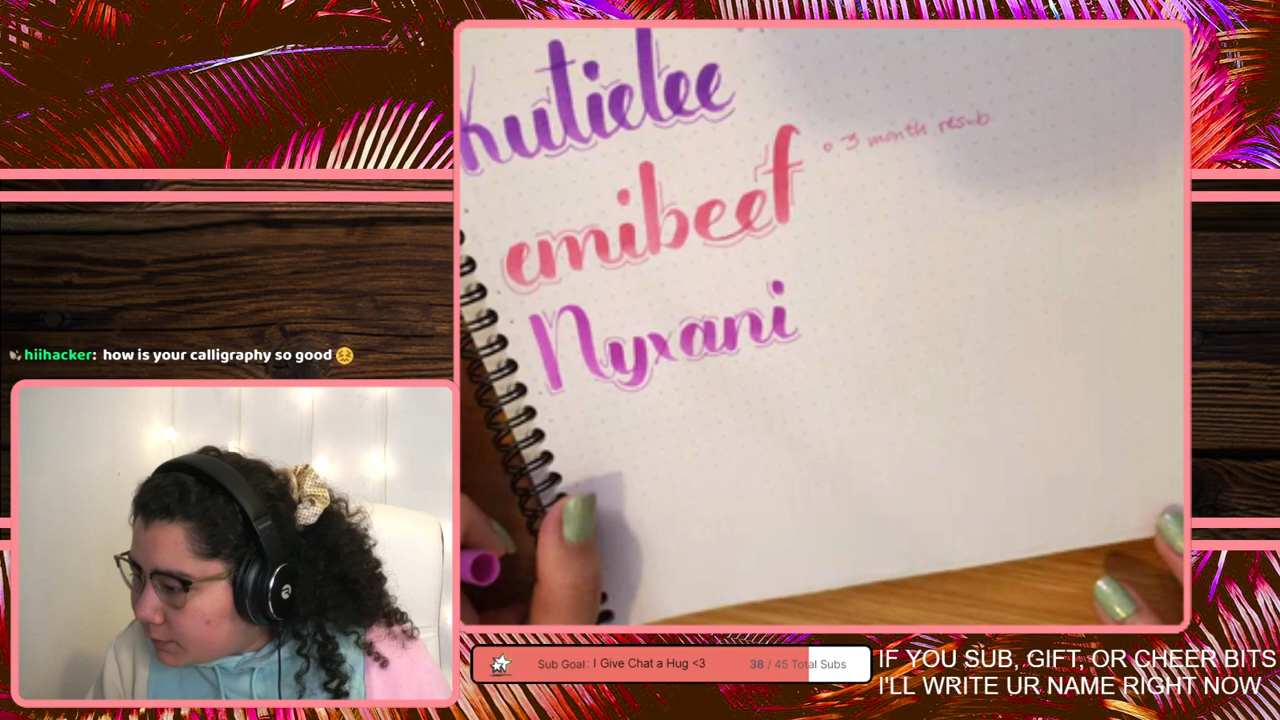 Kutielee
emibeef
° 3 month resub
Nyxani
hiihacker: how is your calligraphy so good 😣
Sub Goal: I Give Chat a Hug <3
38 / 45 Total Subs
IF YOU SUB, GIFT, OR CHEER BITS
I'LL WRITE UR NAME RIGHT NOW